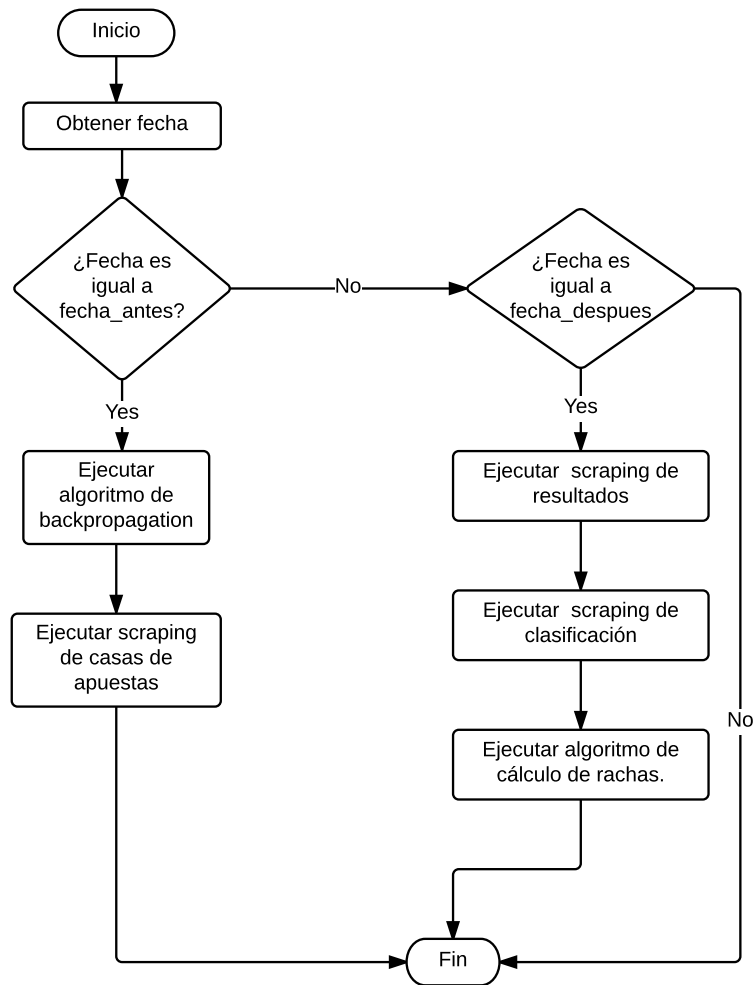 Inicio
Obtener fecha
¿Fecha es
igual a
fecha_antes?
No
¿Fecha es
igual a
fecha_despues
Yes
Yes
Ejecutar
algoritmo de
backpropagation
Ejecutar scraping de
resultados
Ejecutar scraping
de casas de
apuestas
Ejecutar scraping de
clasificación
No
Ejecutar algoritmo de
cálculo de rachas.
Fin